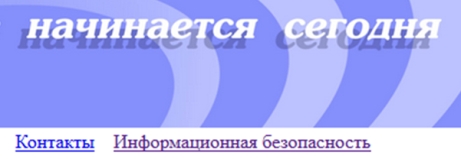 начинается сегодня
Контакты Информационная безопасность